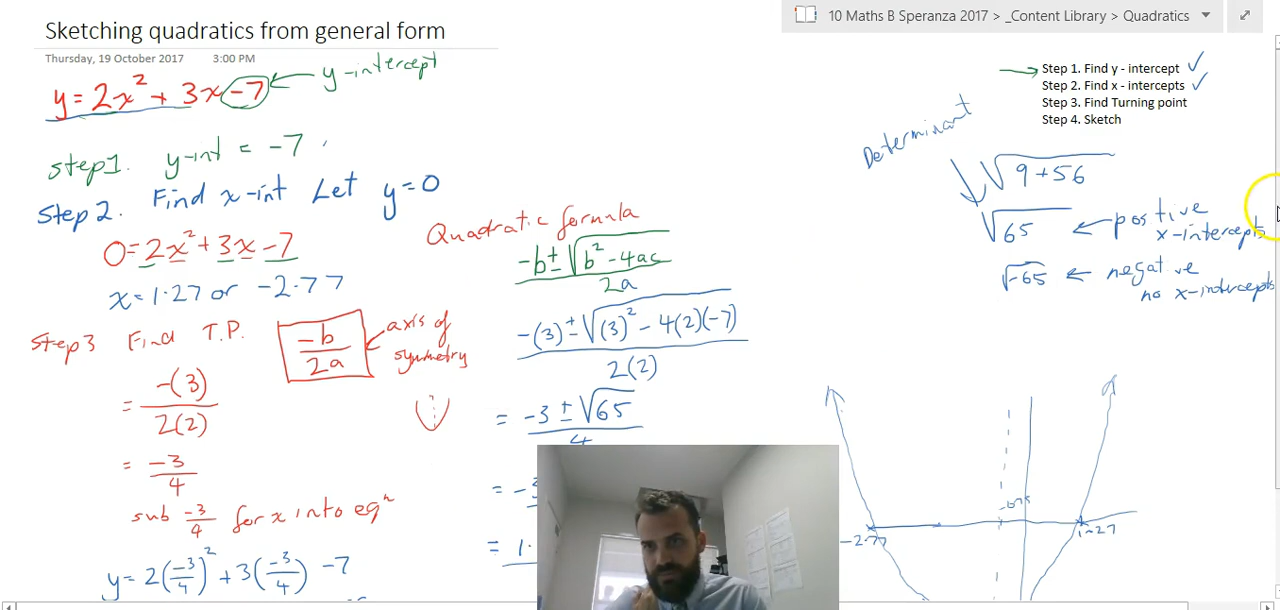 Sketching quadratics from general form
Thursday, 19 October 2017 3:00 PM
10 Maths B Speranza 2017 > _Content Library > Quadratics
y = 2x² + 3x - 7
y-intercept
Step 1. Find y - intercept ✓
Step 2. Find x - intercepts ✓
Step 3. Find Turning point
Step 4. Sketch
step1. y-int = -7
Step 2. Find x-int Let y=0
0=2x²+3x-7
x=1.27 or -2.77
Quadratic formula
-b±√b²-4ac
2a
-(3)±√(3)²-4(2)(-7)
2(2)
= -3 ± √65
4
= -3
= 1.
Step3 Find T.P.
-b
2a
axis of
symmetry
= -(3)
2(2)
= -3
4
sub -3/4 for x into eqⁿ
y=2(-3/4)²+3(-3/4)-7
Determinant
√9+56
√65 ← positive
x-intercepts
√-65 ← negative
no x-intercepts
-2.77
1.27